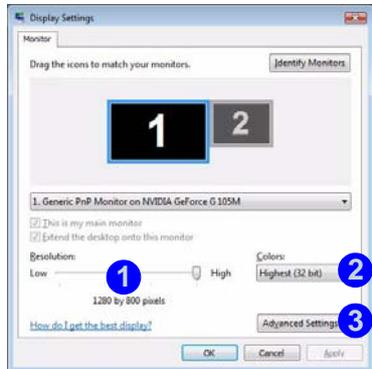 Display Settings
Monitor
Drag the icons to match your monitors.
Identify Monitors
1
2
1. Generic PnP Monitor on NVIDIA GeForce G 105M
This is my main monitor
Extend the desktop onto this monitor
Resolution:
Colors:
Low
High
Highest (32 bit)
1
2
1280 by 800 pixels
How do I get the best display?
Advanced Settings
3
OK
Cancel
Apply